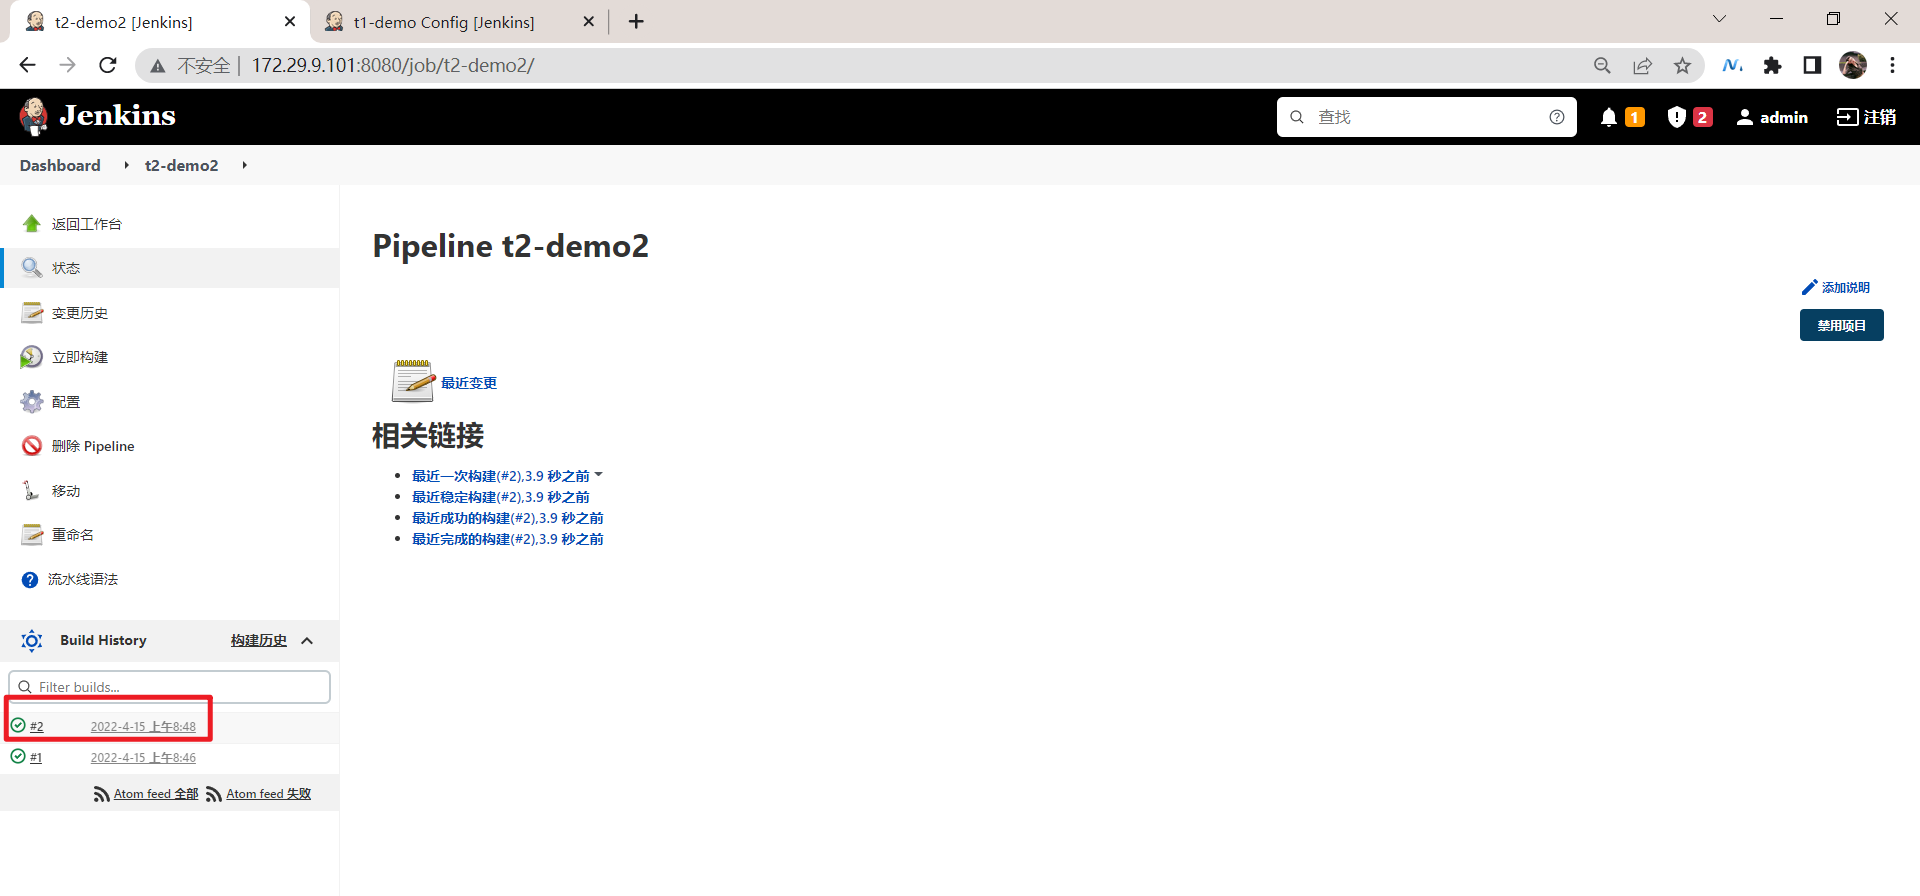 t2-demo2 [Jenkins]
t1-demo Config [Jenkins]
不安全 | 172.29.9.101:8080/job/t2-demo2/
Jenkins
查找
1
2
admin
注销
Dashboard
t2-demo2
返回工作台
状态
变更历史
立即构建
配置
删除 Pipeline
移动
重命名
流水线语法
Build History
构建历史
Filter builds...
#2
2022-4-15 上午8:48
#1
2022-4-15 上午8:46
Atom feed 全部
Atom feed 失败
Pipeline t2-demo2
添加说明
禁用项目
最近变更
相关链接
最近一次构建(#2),3.9 秒之前
最近稳定构建(#2),3.9 秒之前
最近成功的构建(#2),3.9 秒之前
最近完成的构建(#2),3.9 秒之前